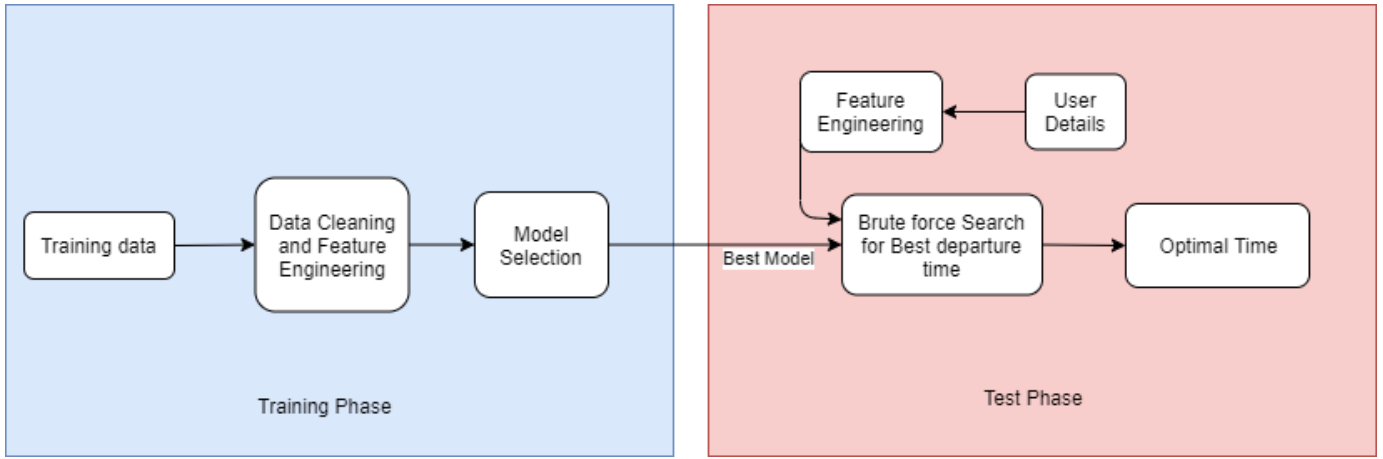 Training data
Data Cleaning
and Feature
Engineering
Model
Selection
Training Phase
Best Model
Feature
Engineering
User
Details
Brute force Search
for Best departure
time
Optimal Time
Test Phase